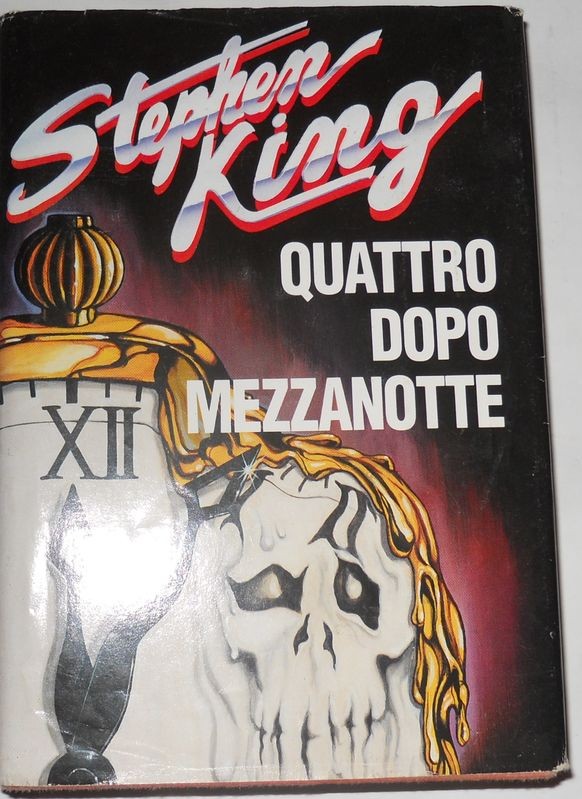 Stephen
King
QUATTRO
DOPO
MEZZANOTTE
XII